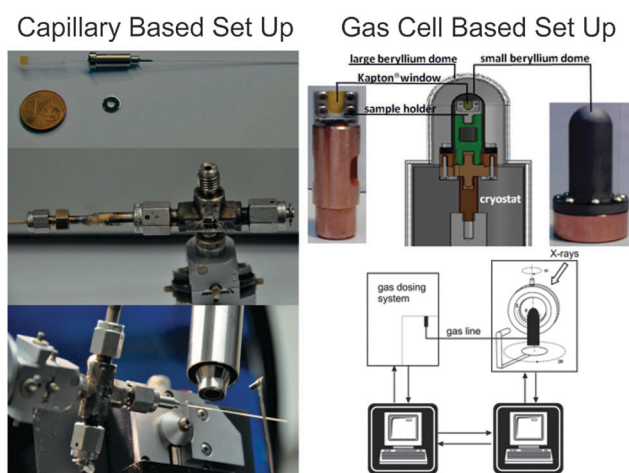 Capillary Based Set Up
Gas Cell Based Set Up
large beryllium dome
small beryllium dome
Kapton® window
sample holder
cryostat
X-rays
gas dosing
system
gas line